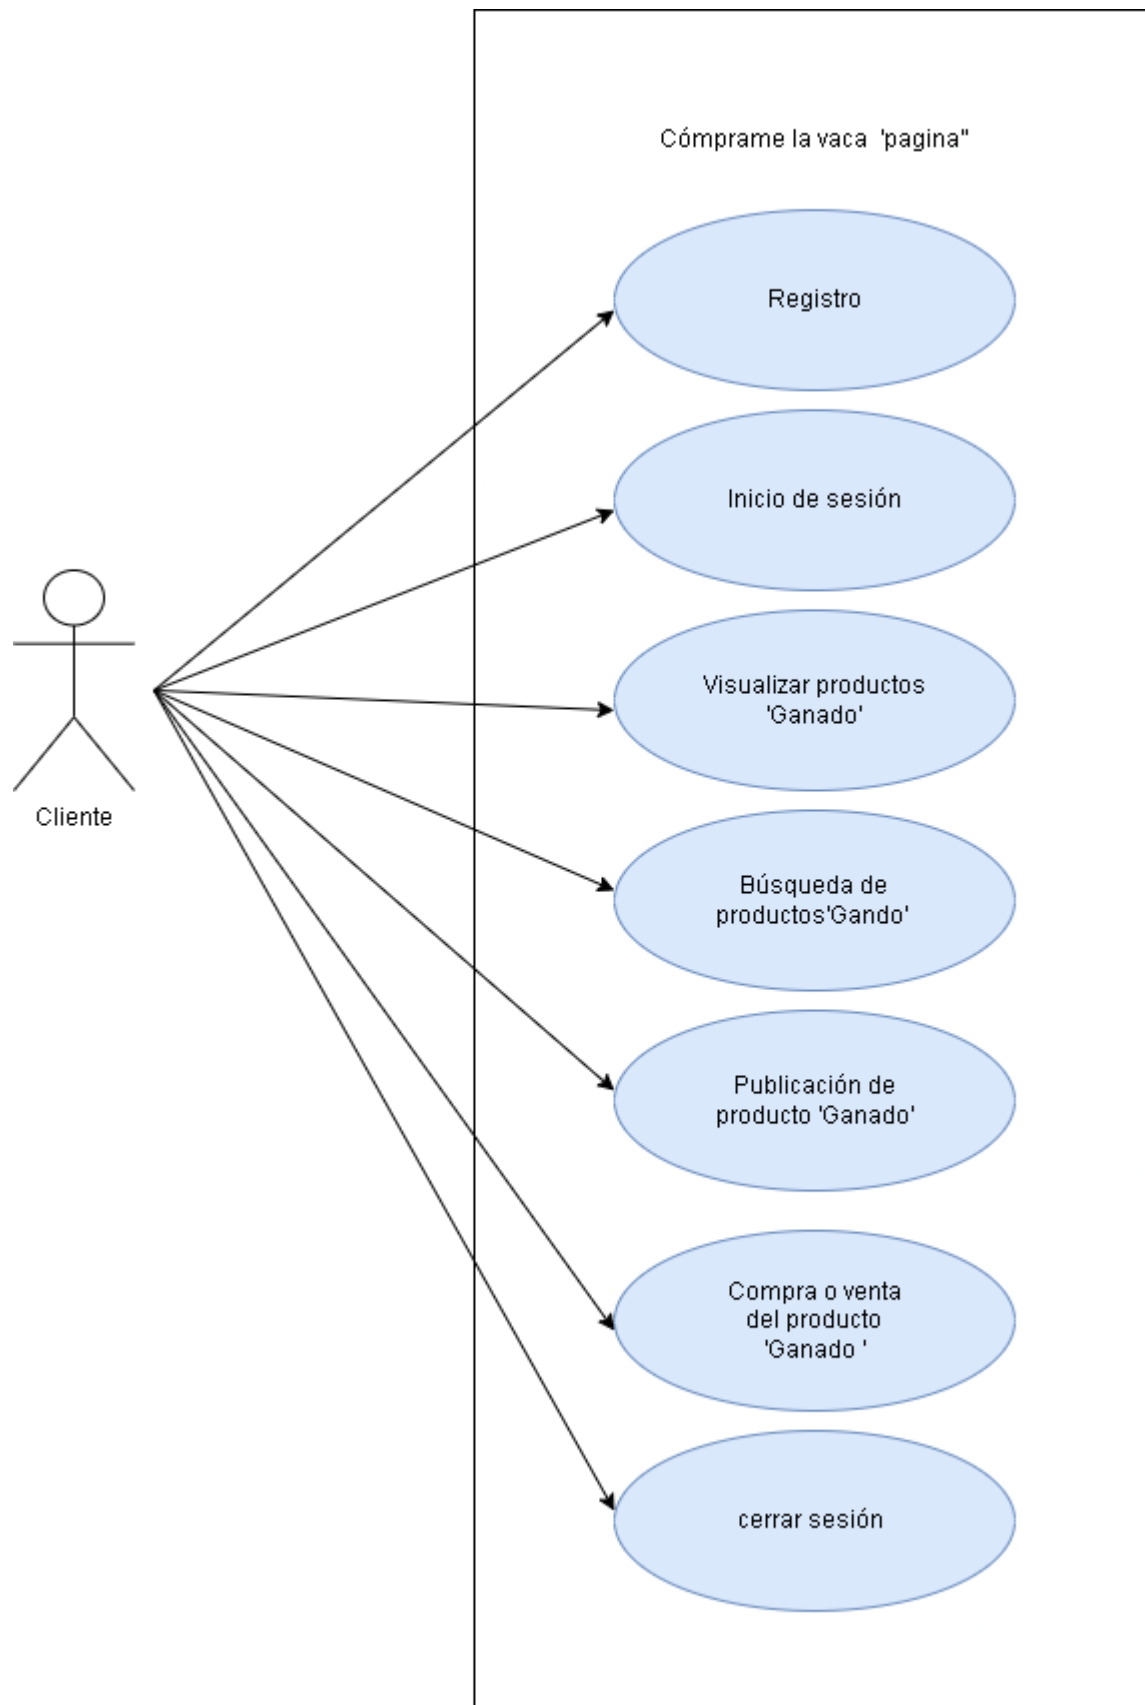 Cómprame la vaca 'pagina"
Registro
Inicio de sesión
Visualizar productos
'Ganado'
Cliente
Búsqueda de
productos'Gando'
Publicación de
producto 'Ganado'
Compra o venta
del producto
'Ganado '
cerrar sesión